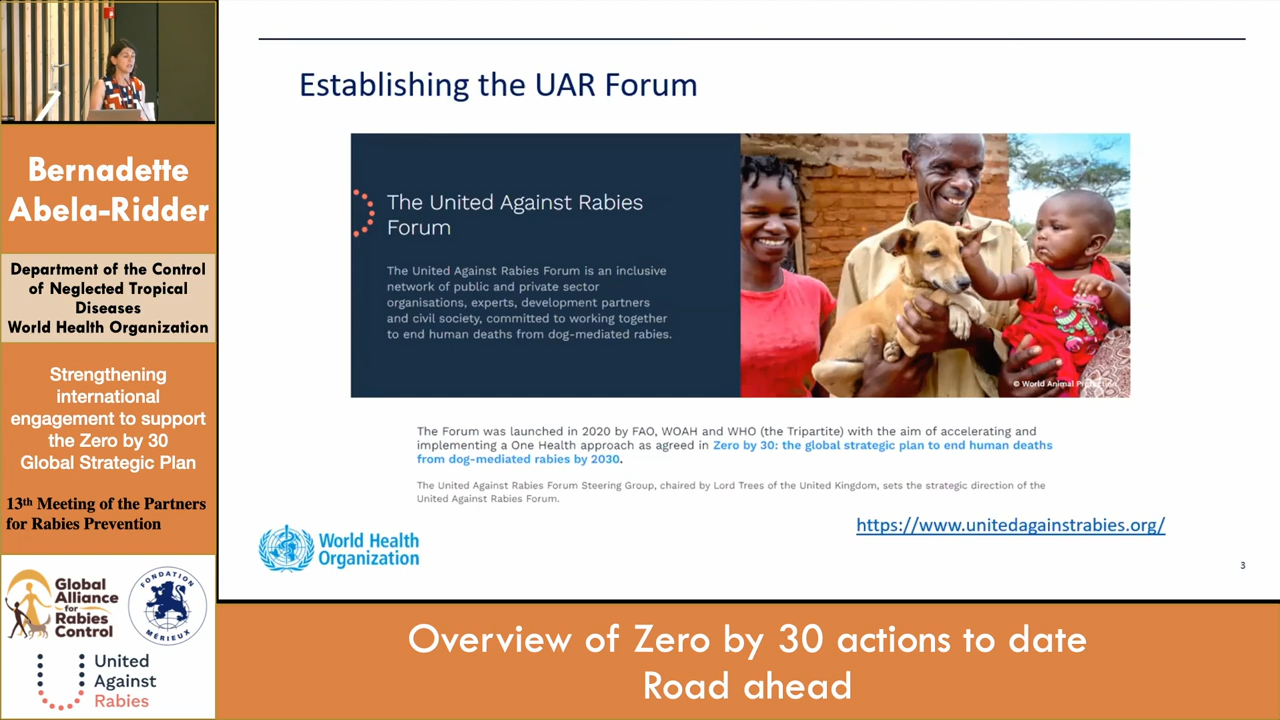 Bernadette
Abela-Ridder
Department of the Control
of Neglected Tropical
Diseases
World Health Organization
Strengthening
international
engagement to support
the Zero by 30
Global Strategic Plan
13th Meeting of the Partners
for Rabies Prevention
Global
Alliance
for
Rabies
Control
FONDATION
MÉRIEUX
United
Against
Rabies
Establishing the UAR Forum
The United Against Rabies
Forum
The United Against Rabies Forum is an inclusive
network of public and private sector
organisations, experts, development partners
and civil society, committed to working together
to end human deaths from dog-mediated rabies.
© World Animal Protection
The Forum was launched in 2020 by FAO, WOAH and WHO (the Tripartite) with the aim of accelerating and
implementing a One Health approach as agreed in Zero by 30: the global strategic plan to end human deaths
from dog-mediated rabies by 2030.
The United Against Rabies Forum Steering Group, chaired by Lord Trees of the United Kingdom, sets the strategic direction of the
United Against Rabies Forum.
https://www.unitedagainstrabies.org/
World Health
Organization
3
Overview of Zero by 30 actions to date
Road ahead